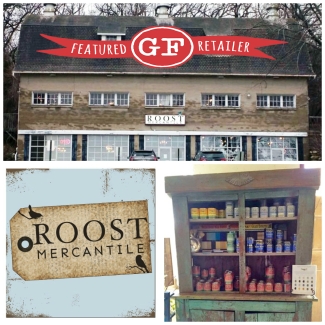 FEATURED GF RETAILER
ROOST
ROOST
MERCANTILE